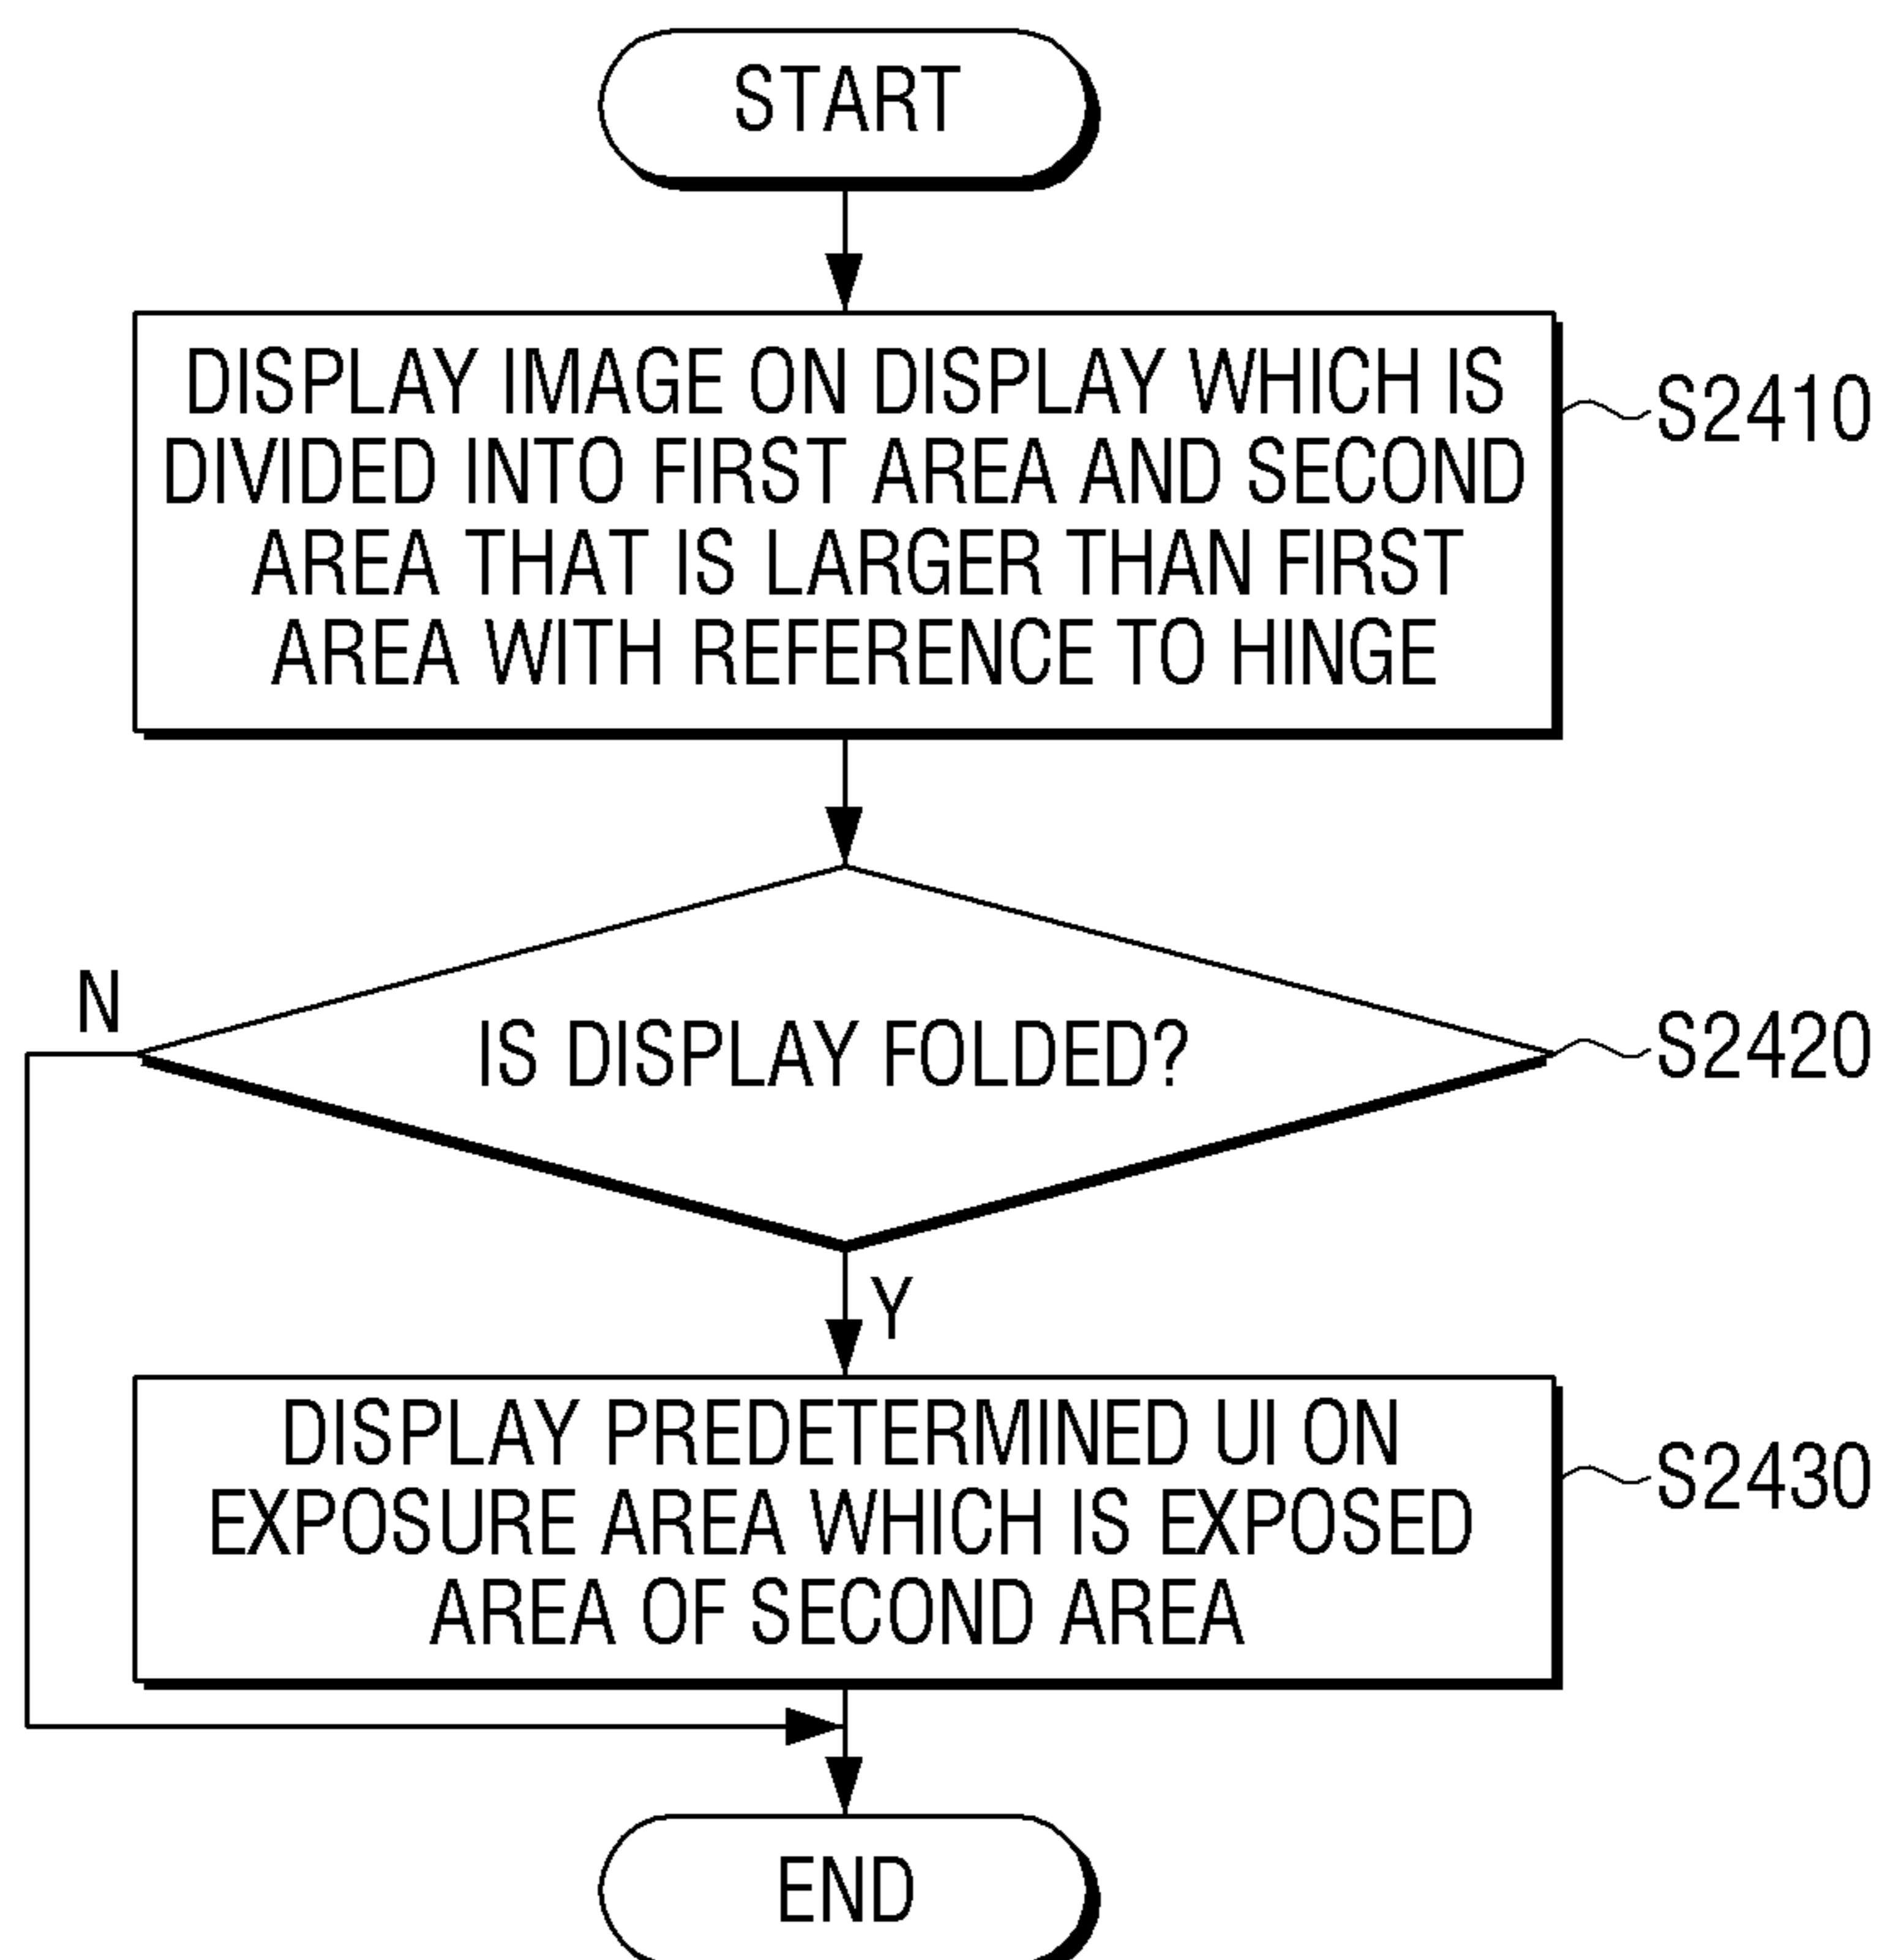 START
DISPLAY IMAGE ON DISPLAY WHICH IS
DIVIDED INTO FIRST AREA AND SECOND
AREA THAT IS LARGER THAN FIRST
AREA WITH REFERENCE TO HINGE
S2410
N
IS DISPLAY FOLDED?
S2420
Y
DISPLAY PREDETERMINED UI ON
EXPOSURE AREA WHICH IS EXPOSED
AREA OF SECOND AREA
S2430
END